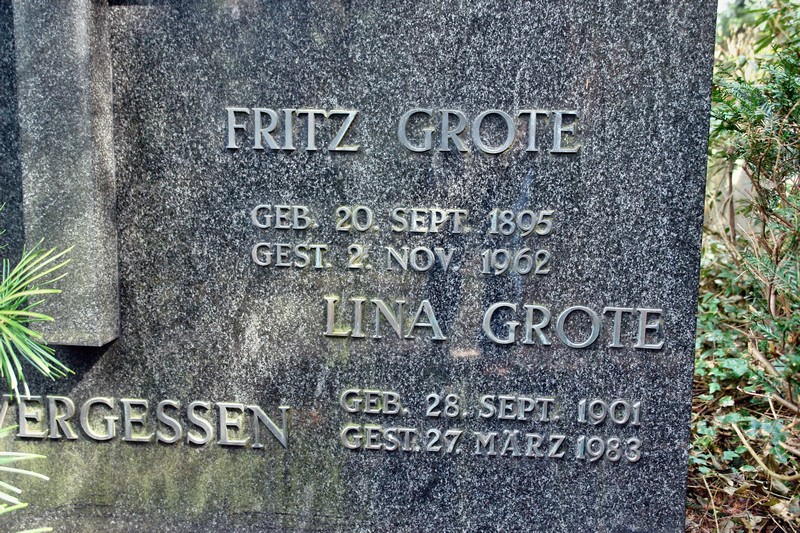 FRITZ GROTE
GEB. 20. SEPT. 1895
GEST. 2. NOV. 1962
LINA GROTE
GEB. 28. SEPT. 1901
GEST. 27. MÄRZ 1983
VERGESSEN